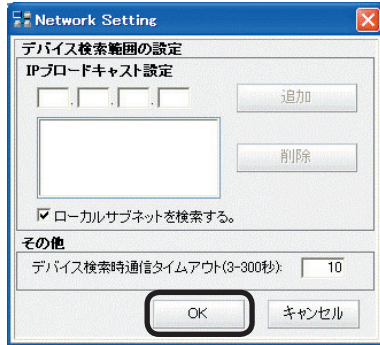 Network Setting
デバイス検索範囲の設定
IPブロードキャスト設定
. . .
追加
削除
ローカルサブネットを検索する。
その他
デバイス検索時通信タイムアウト(3-300秒): 10
OK キャンセル